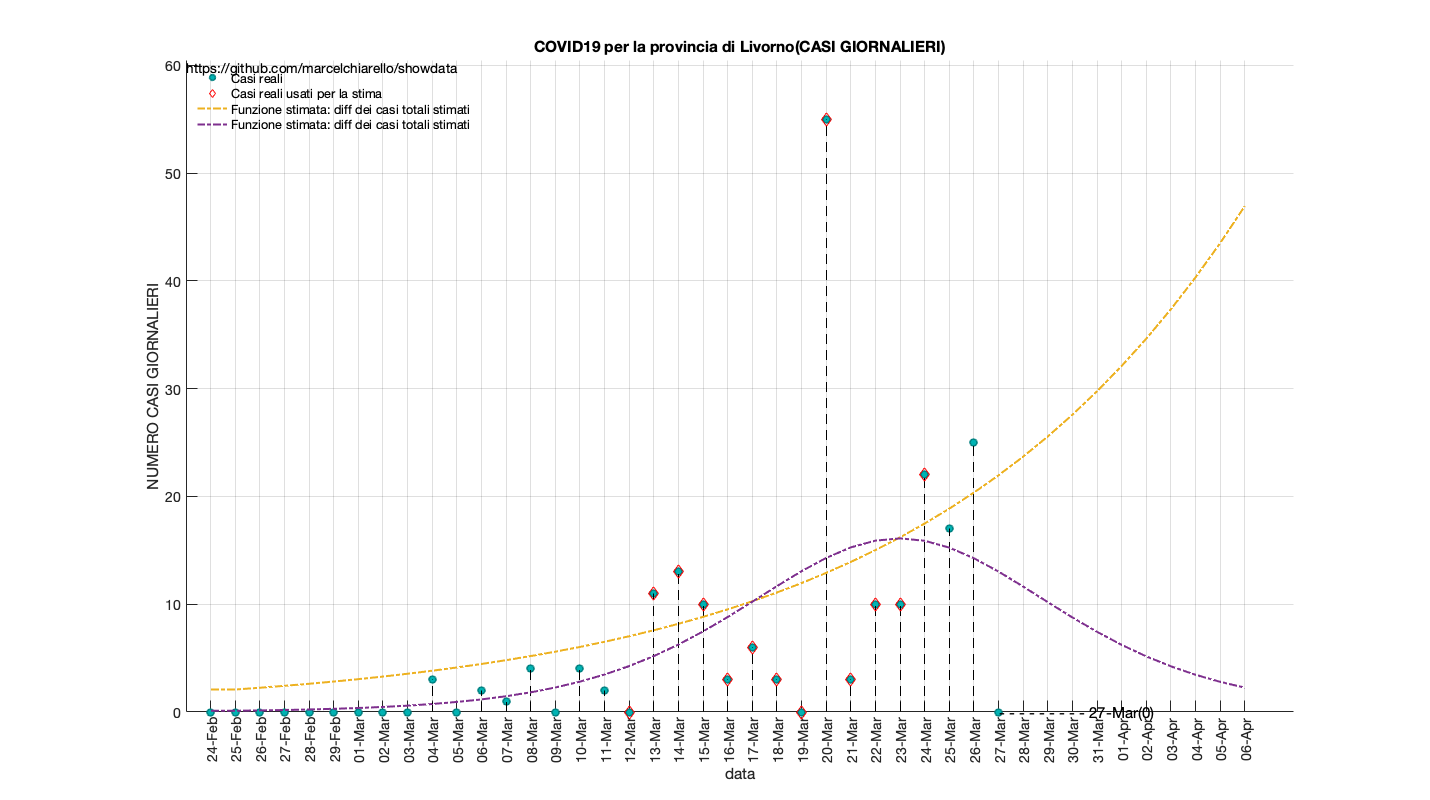 COVID19 per la provincia di Livorno(CASI GIORNALIERI)
https://github.com/marcelchiarello/showdata
Casi reali
Casi reali usati per la stima
Funzione stimata: diff dei casi totali stimati
Funzione stimata: diff dei casi totali stimati
NUMERO CASI GIORNALIERI
60
50
40
30
20
10
0
27-Mar(0)
24-Feb
25-Feb
26-Feb
27-Feb
28-Feb
29-Feb
01-Mar
02-Mar
03-Mar
04-Mar
05-Mar
06-Mar
07-Mar
08-Mar
09-Mar
10-Mar
11-Mar
12-Mar
13-Mar
14-Mar
15-Mar
16-Mar
17-Mar
18-Mar
19-Mar
20-Mar
21-Mar
22-Mar
23-Mar
24-Mar
25-Mar
26-Mar
27-Mar
28-Mar
29-Mar
30-Mar
31-Mar
01-Apr
02-Apr
03-Apr
04-Apr
05-Apr
06-Apr
data